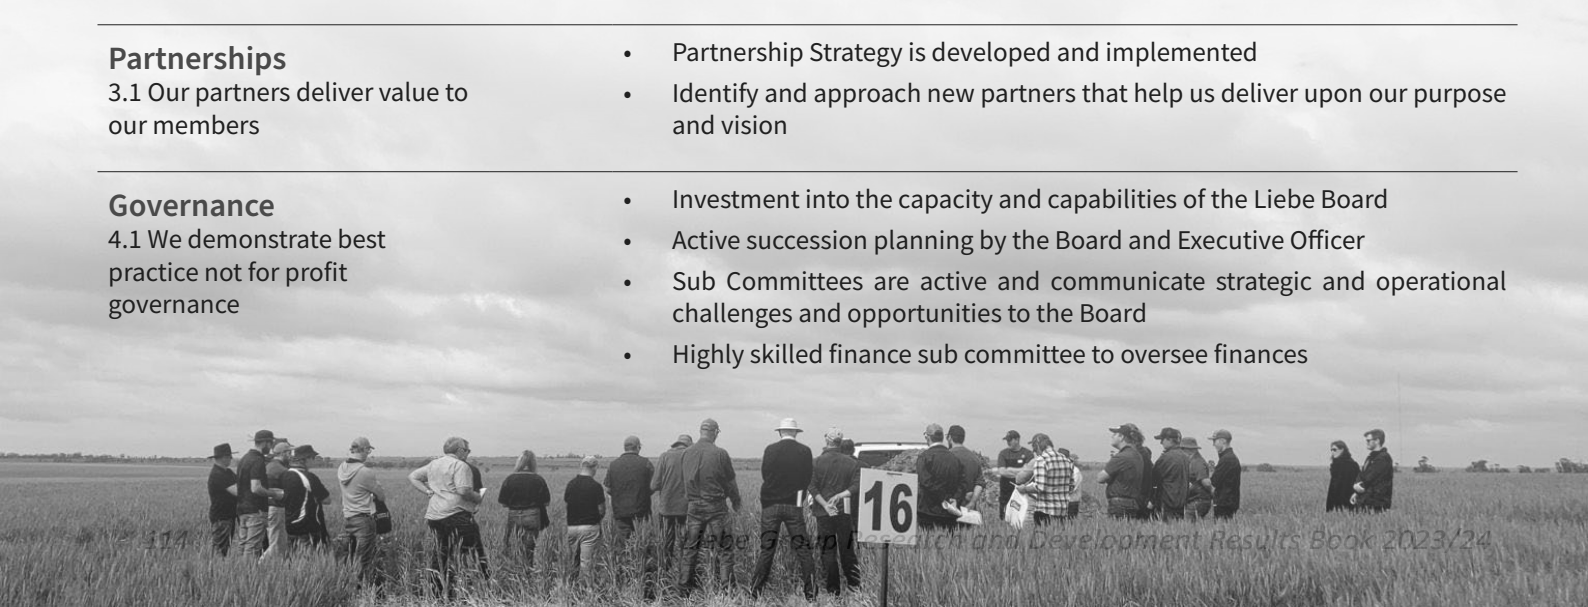 Partnerships
3.1 Our partners deliver value to
our members
• Partnership Strategy is developed and implemented
• Identify and approach new partners that help us deliver upon our purpose
and vision
Governance
4.1 We demonstrate best
practice not for profit
governance
• Investment into the capacity and capabilities of the Liebe Board
• Active succession planning by the Board and Executive Officer
• Sub Committees are active and communicate strategic and operational
challenges and opportunities to the Board
• Highly skilled finance sub committee to oversee finances
16
114 Liebe Group Research and Development Results Book 2023/24